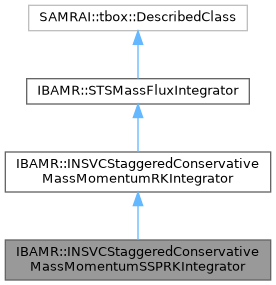 SAMRAI::tbox::DescribedClass
IBAMR::STSMassFluxIntegrator
IBAMR::INSVCStaggeredConservative
MassMomentumRKIntegrator
IBAMR::INSVCStaggeredConservative
MassMomentumSSPRKIntegrator